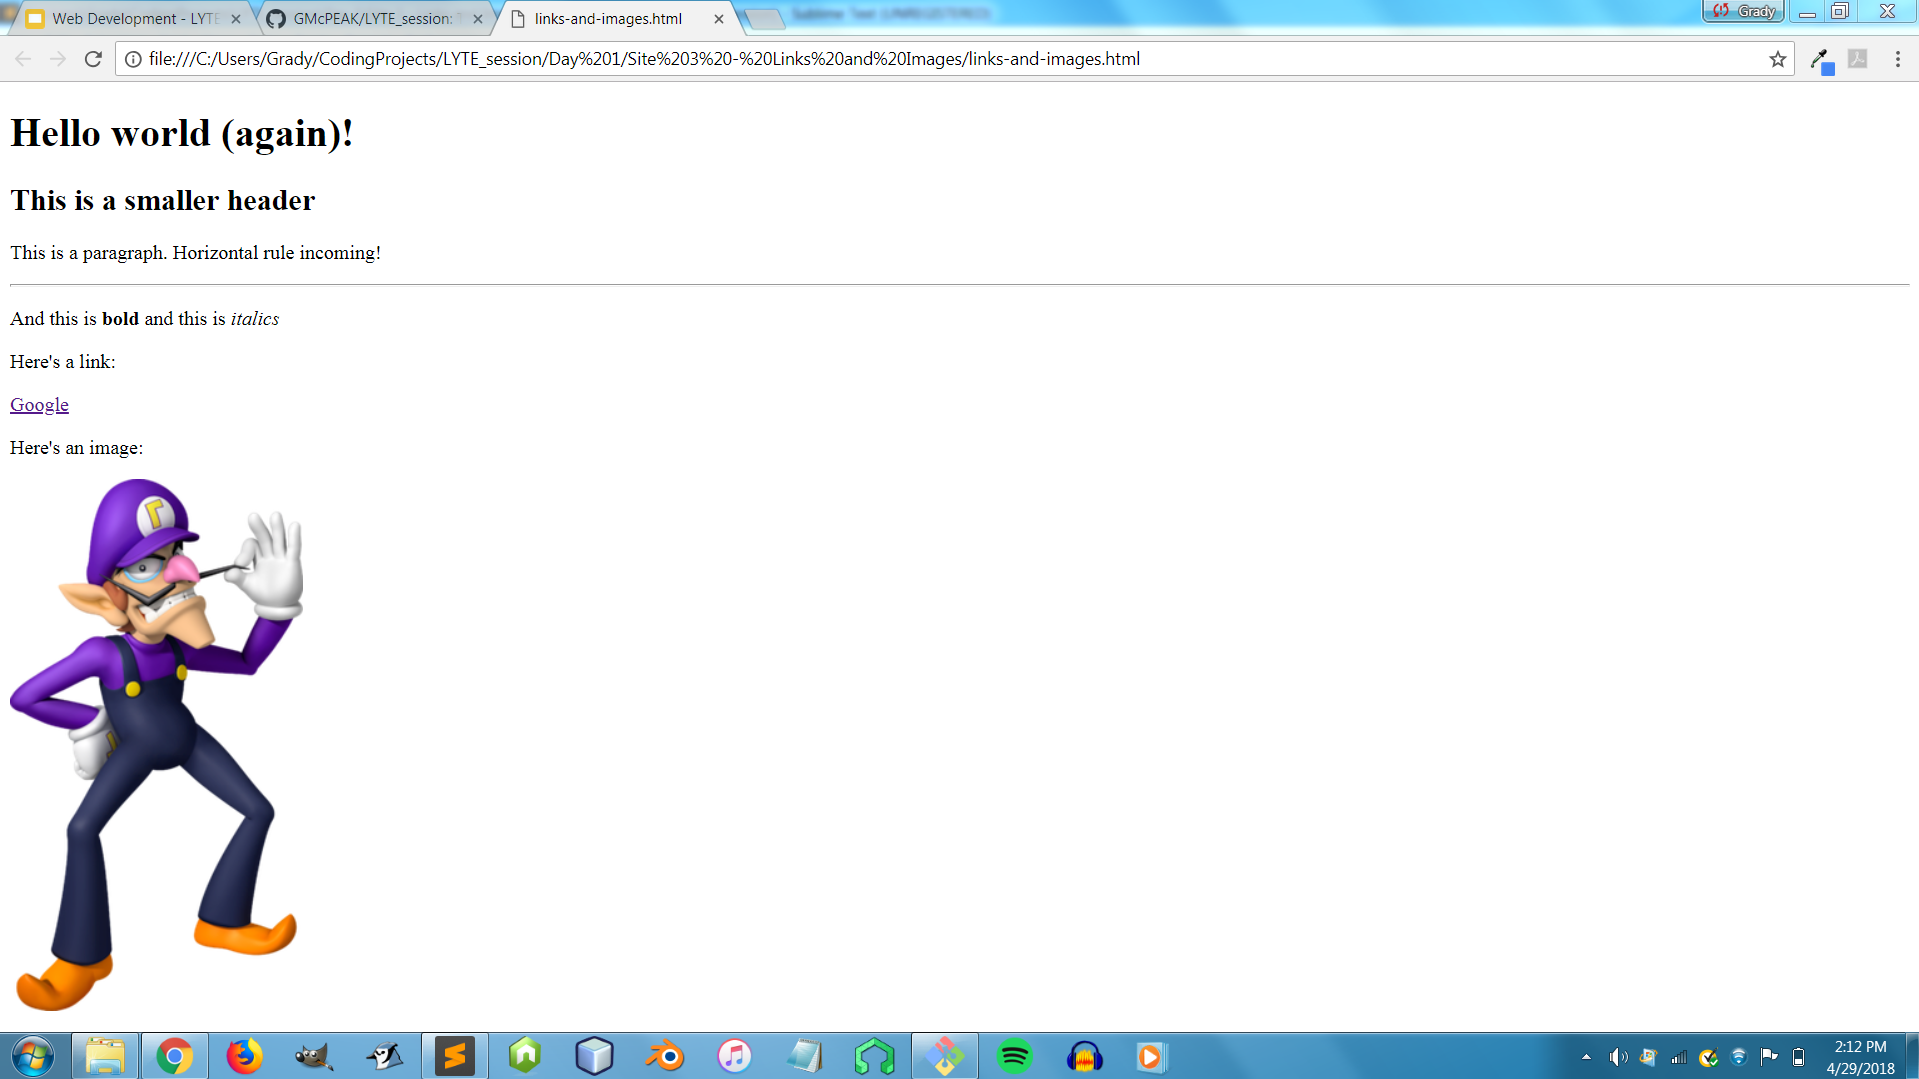 Web Development - LYTE
GMcPEAK/LYTE_session:
links-and-images.html
Sublime Text (UNREGISTERED)
Grady
file:///C:/Users/Grady/CodingProjects/LYTE_session/Day%201/Site%203%20-%20Links%20and%20Images/links-and-images.html
Hello world (again)!
This is a smaller header
This is a paragraph. Horizontal rule incoming!
And this is bold and this is italics
Here's a link:
Google
Here's an image:
2:12 PM
4/29/2018